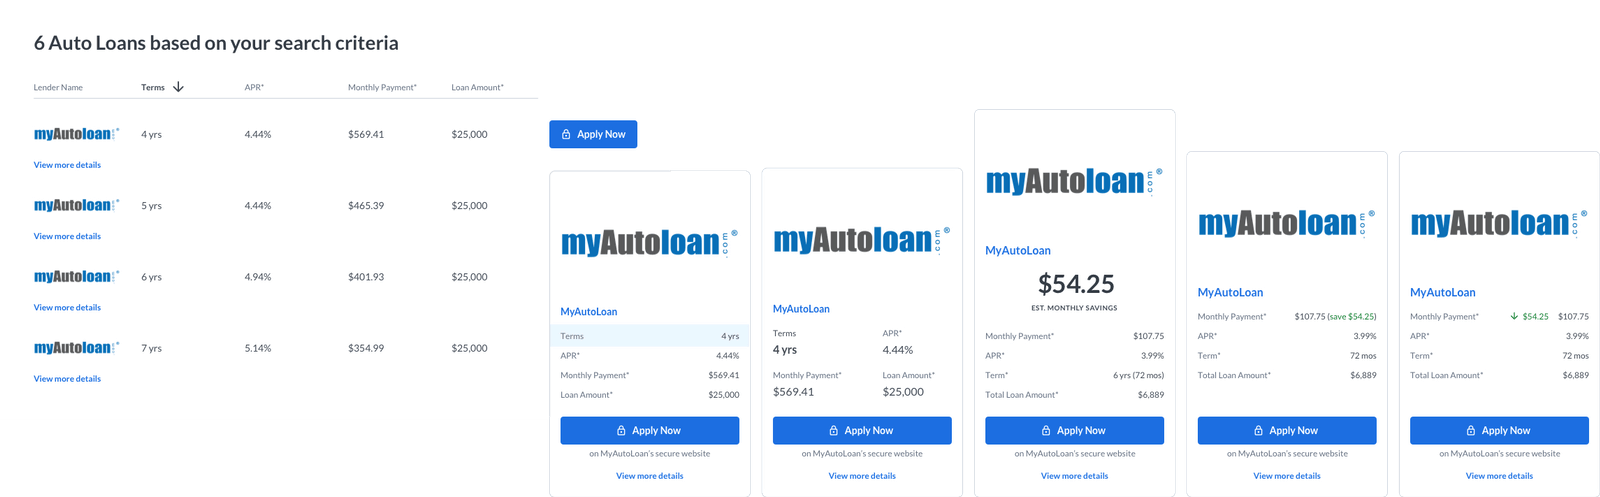 6 Auto Loans based on your search criteria
Lender Name Terms APR* Monthly Payment* Loan Amount*
myAutoloan 4 yrs 4.44% $569.41 $25,000
View more details
myAutoloan 5 yrs 4.44% $465.39 $25,000
View more details
myAutoloan 6 yrs 4.94% $401.93 $25,000
View more details
myAutoloan 7 yrs 5.14% $354.99 $25,000
View more details
Apply Now
myAutoloan.com®
MyAutoLoan
Terms 4 yrs
APR* 4.44%
Monthly Payment* $569.41
Loan Amount* $25,000
Apply Now
on MyAutoLoan's secure website
View more details
myAutoloan.com®
MyAutoLoan
Terms APR*
4 yrs 4.44%
Monthly Payment* Loan Amount*
$569.41 $25,000
Apply Now
on MyAutoLoan's secure website
View more details
myAutoloan.com®
MyAutoLoan
$54.25
EST. MONTHLY SAVINGS
Monthly Payment* $107.75
APR* 3.99%
Term* 6 yrs (72 mos)
Total Loan Amount* $6,889
Apply Now
on MyAutoLoan's secure website
View more details
myAutoloan.com®
MyAutoLoan
Monthly Payment* $107.75 (save $54.25)
APR* 3.99%
Term* 72 mos
Total Loan Amount* $6,889
Apply Now
on MyAutoLoan's secure website
View more details
myAutoloan.com®
MyAutoLoan
Monthly Payment* $54.25 $107.75
APR* 3.99%
Term* 72 mos
Total Loan Amount* $6,889
Apply Now
on MyAutoLoan's secure website
View more details